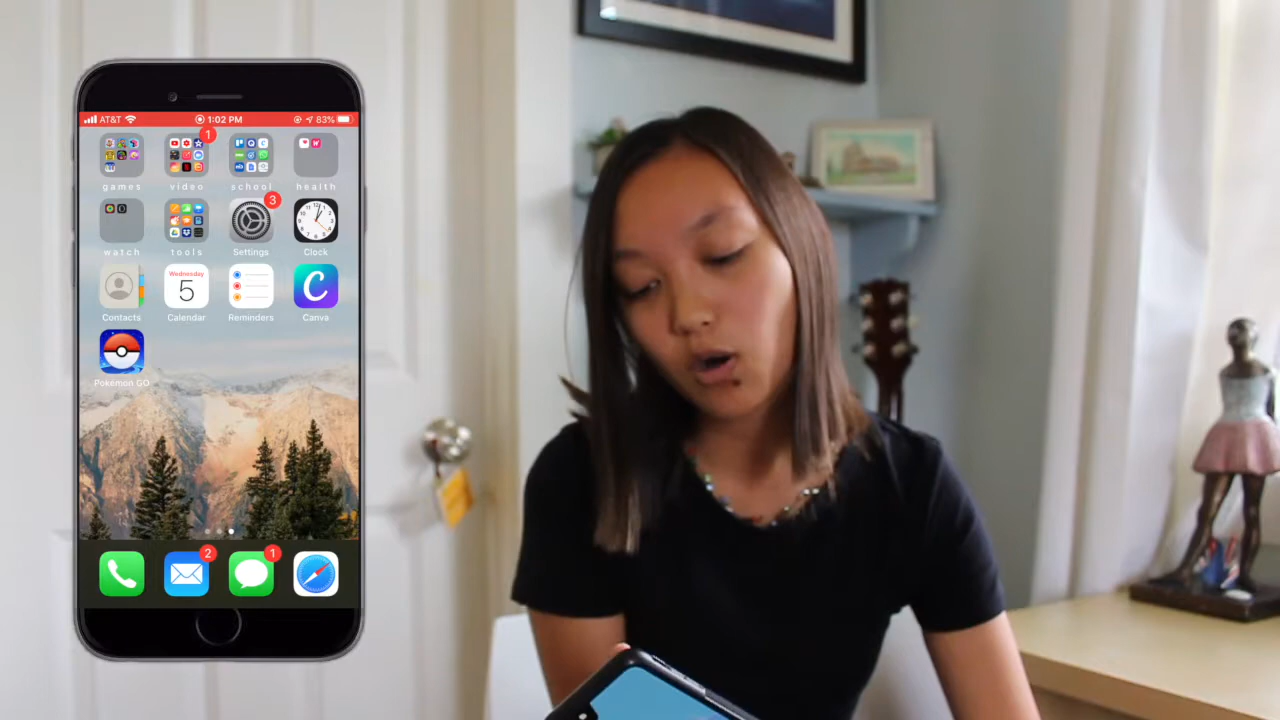 AT&T 1:02 PM 83%
1
games video school health
3
watch tools Settings Clock
Wednesday
5
Contacts Calendar Reminders Canva
Pokémon GO
2 1